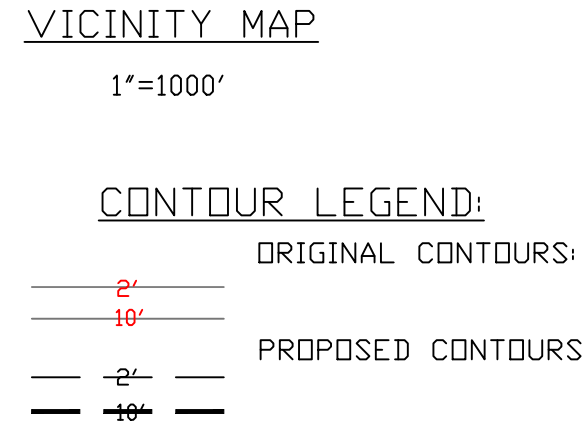 VICINITY MAP
1"=1000'
CONTOUR LEGEND:
ORIGINAL CONTOURS:
2'
10'
PROPOSED CONTOURS
2'
10'